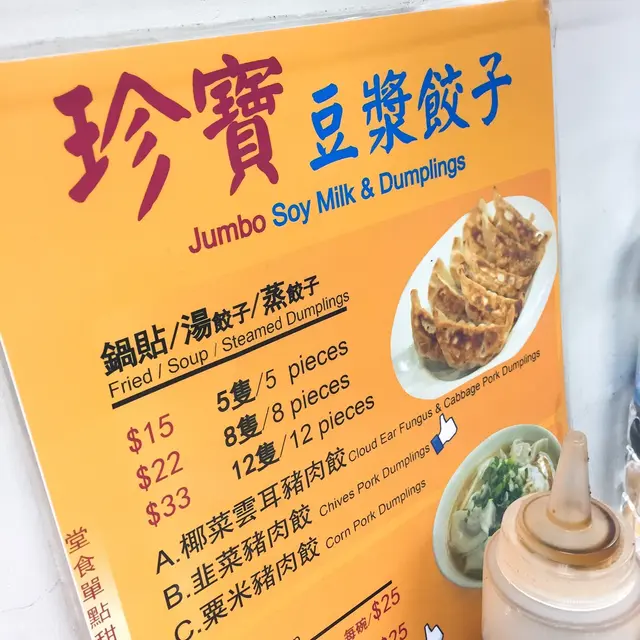 珍寶 豆漿餃子
Jumbo Soy Milk & Dumplings
鍋貼/湯餃子/蒸餃子
Fried / Soup / Steamed Dumplings
$15 5隻/5 pieces
$22 8隻/8 pieces
$33 12隻/12 pieces
A.椰菜雲耳豬肉餃 Cloud Ear Fungus & Cabbage Pork Dumplings
B.韭菜豬肉餃 Chives Pork Dumplings
C.粟米豬肉餃 Corn Pork Dumplings
每碗/$25
堂食單點甜